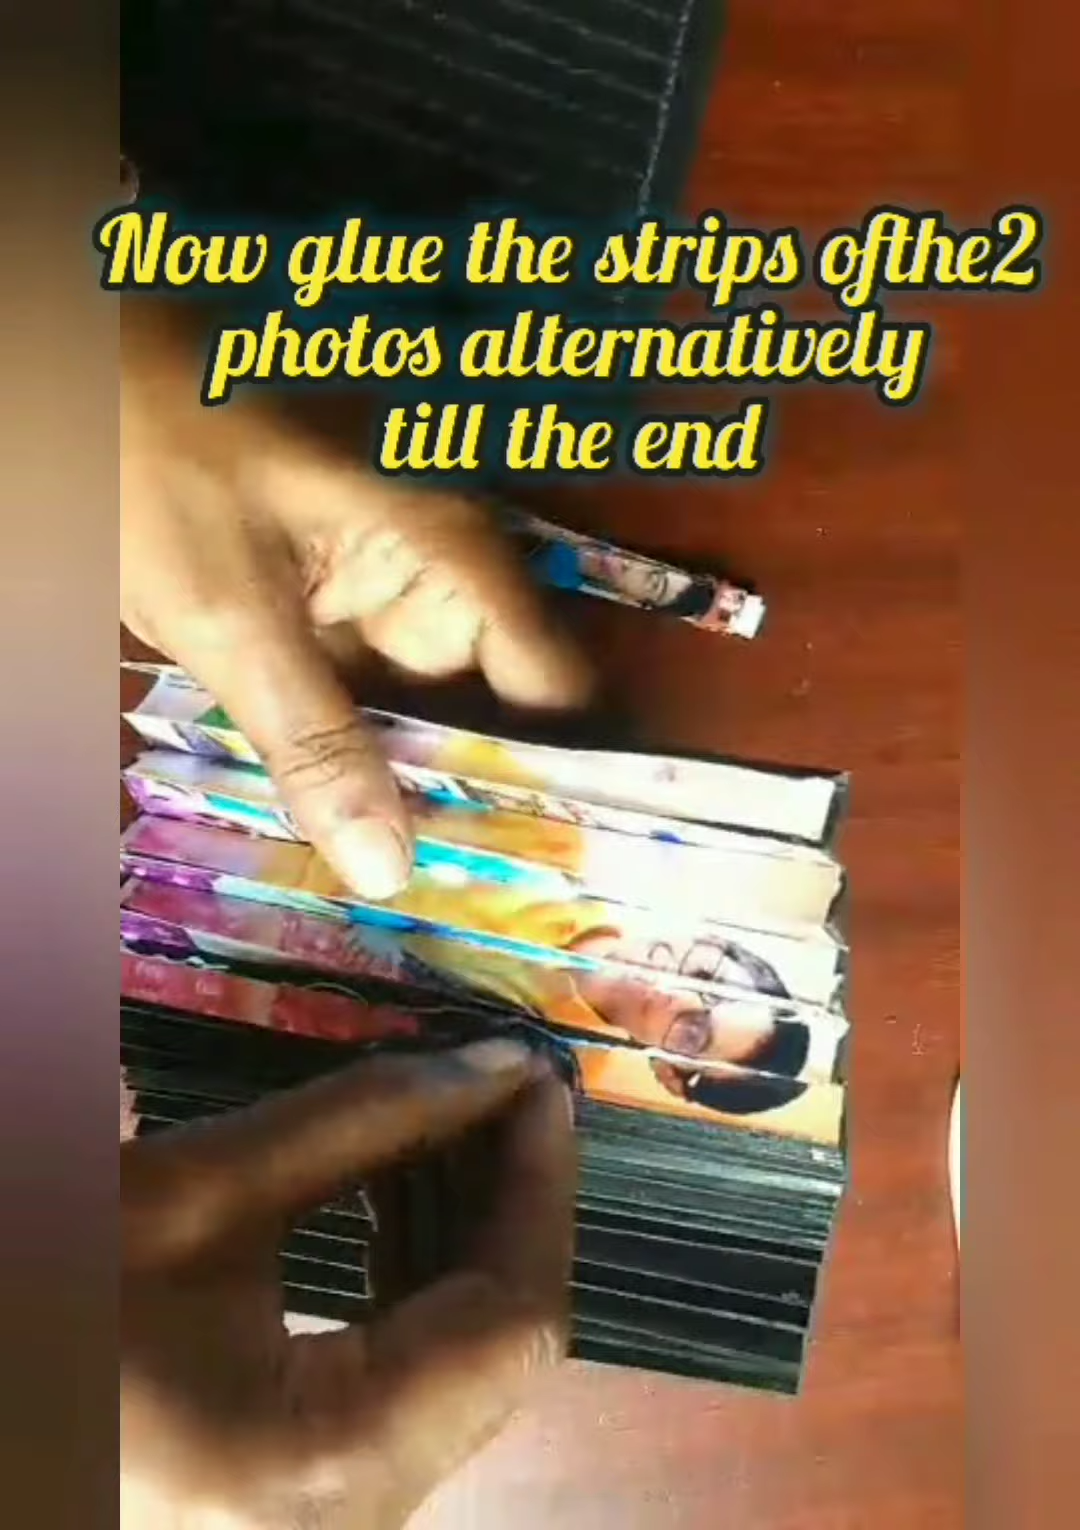 Now glue the strips ofthe2
photos alternatively
till the end